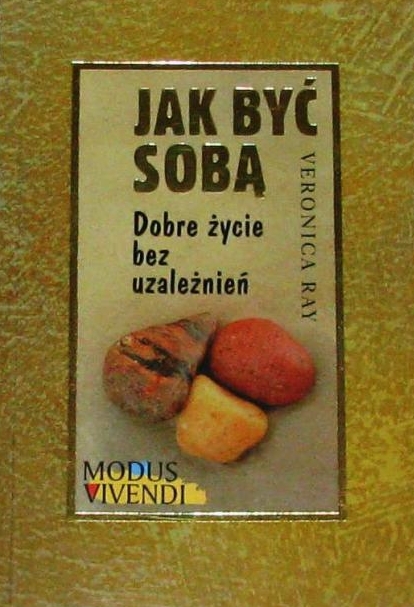 JAK BYĆ
SOBĄ
VERONICA RAY
Dobre życie
bez
uzależnień
MODUS
VIVENDI